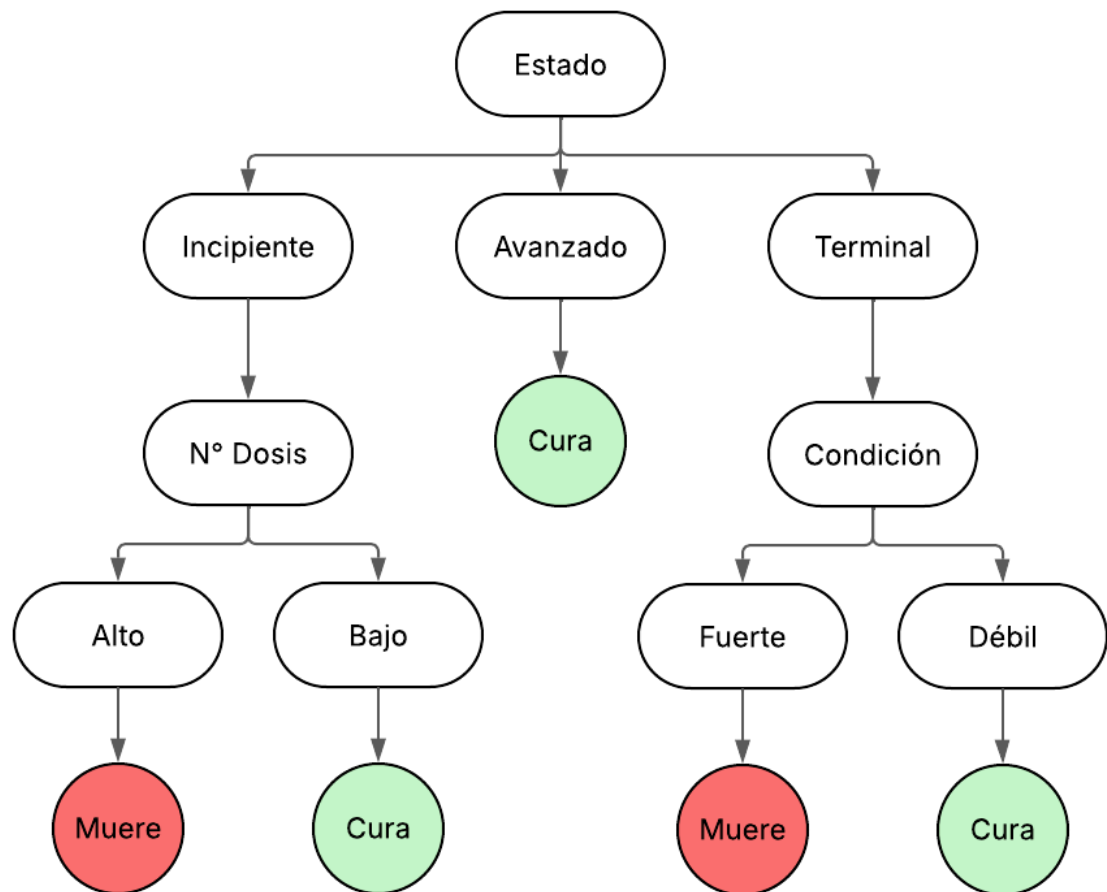 Estado
Incipiente
Avanzado
Terminal
N° Dosis
Cura
Condición
Alto
Bajo
Fuerte
Débil
Muere
Cura
Muere
Cura